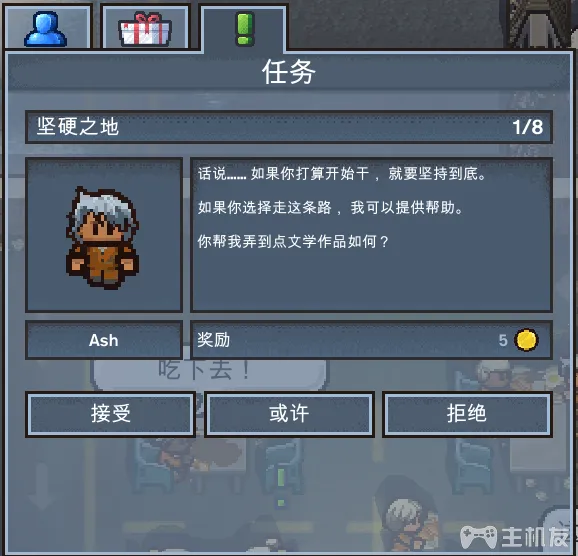 任务
坚硬之地 1/8
话说……如果你打算开始干，就要坚持到底。
如果你选择走这条路，我可以提供帮助。
你帮我弄到点文学作品如何？
Ash
奖励 5
吃下去！
接受 或许 拒绝
主机友